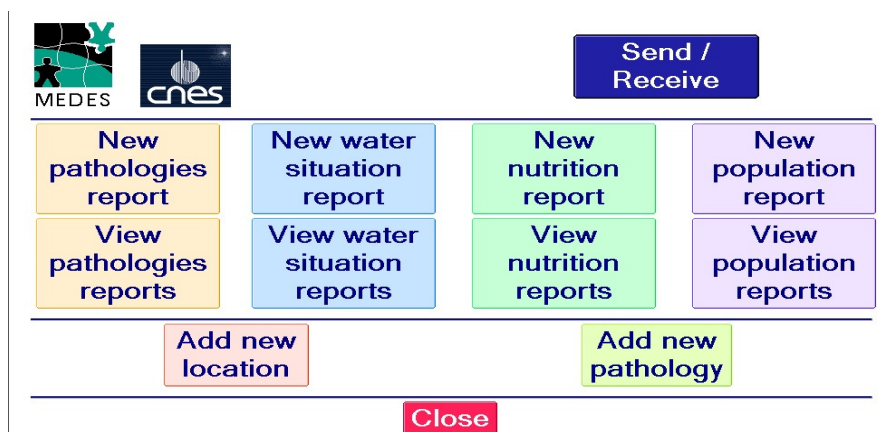 MEDES
cnes
Send /
Receive
New
pathologies
report
New water
situation
report
New
nutrition
report
New
population
report
View
pathologies
reports
View water
situation
reports
View
nutrition
reports
View
population
reports
Add new
location
Add new
pathology
Close